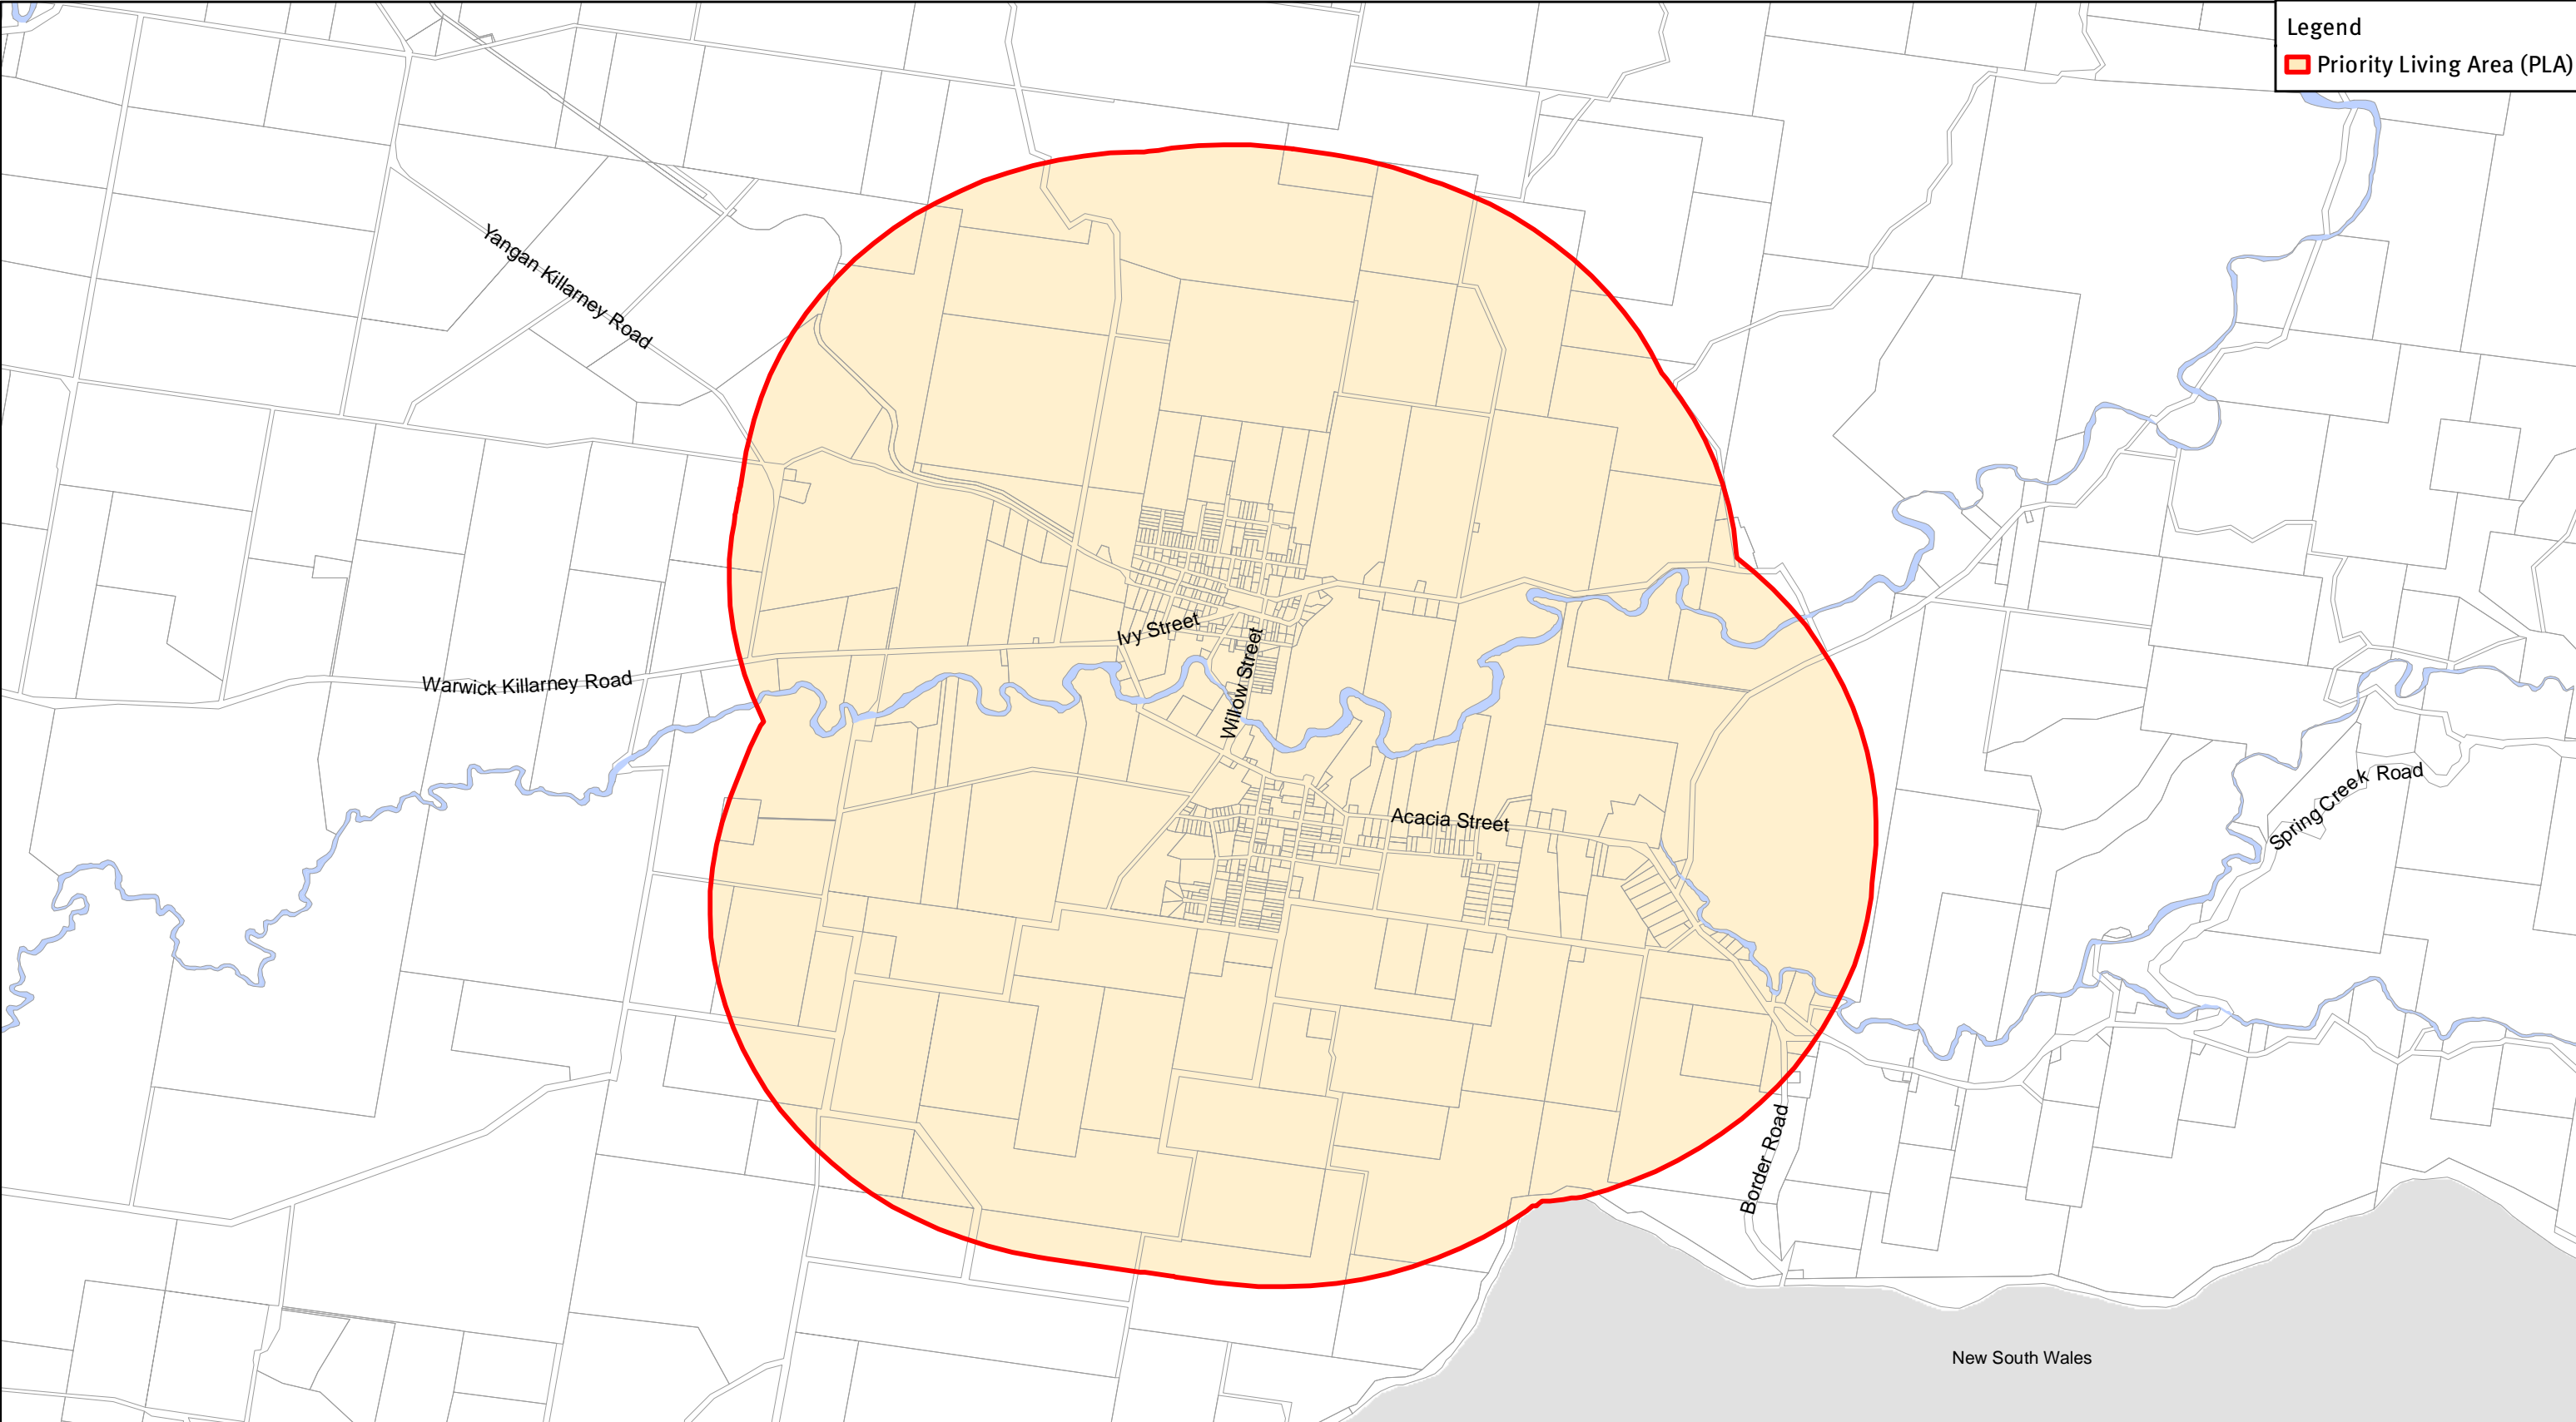 Legend
Priority Living Area (PLA)
Yangan Killarney Road
Ivy Street
Willow Street
Warwick Killarney Road
Acacia Street
Spring Creek Road
Border Road
New South Wales